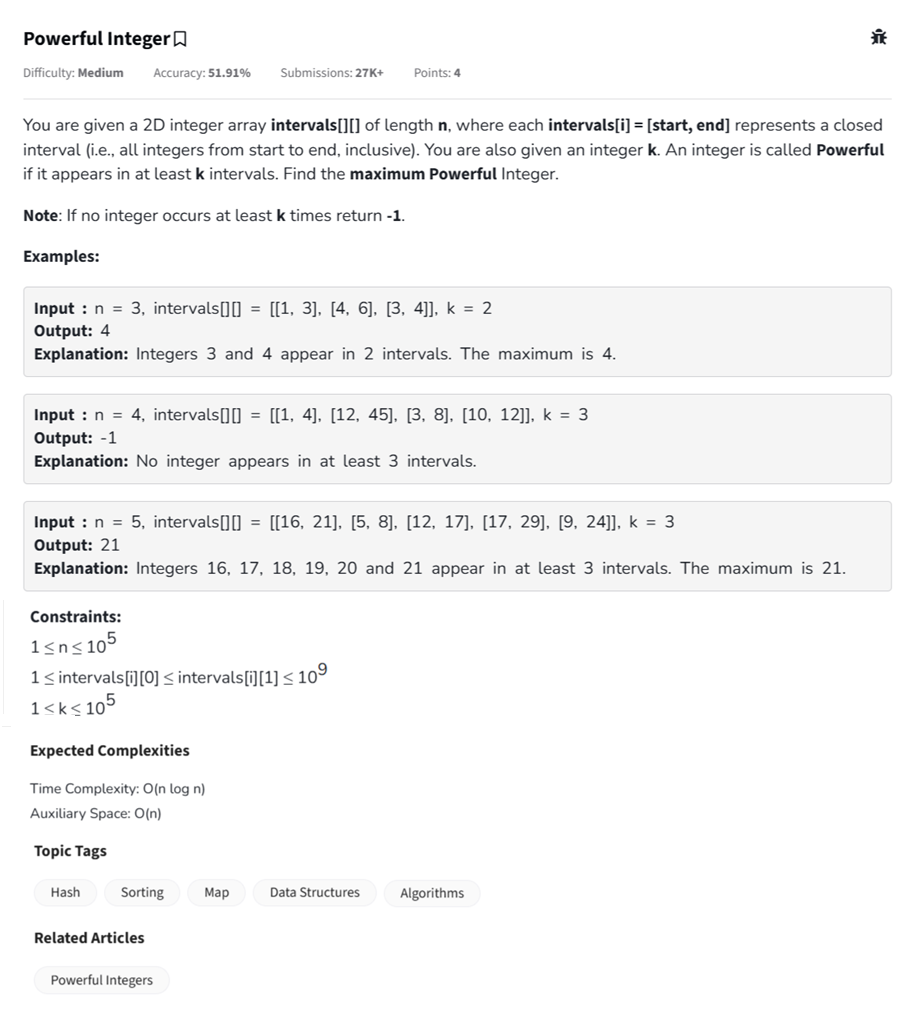 Powerful Integer
Difficulty: Medium Accuracy: 51.91% Submissions: 27K+ Points: 4
You are given a 2D integer array intervals[][] of length n, where each intervals[i] = [start, end] represents a closed
interval (i.e., all integers from start to end, inclusive). You are also given an integer k. An integer is called Powerful
if it appears in at least k intervals. Find the maximum Powerful Integer.
Note: If no integer occurs at least k times return -1.
Examples:
Input : n = 3, intervals[][] = [[1, 3], [4, 6], [3, 4]], k = 2
Output: 4
Explanation: Integers 3 and 4 appear in 2 intervals. The maximum is 4.
Input : n = 4, intervals[][] = [[1, 4], [12, 45], [3, 8], [10, 12]], k = 3
Output: -1
Explanation: No integer appears in at least 3 intervals.
Input : n = 5, intervals[][] = [[16, 21], [5, 8], [12, 17], [17, 29], [9, 24]], k = 3
Output: 21
Explanation: Integers 16, 17, 18, 19, 20 and 21 appear in at least 3 intervals. The maximum is 21.
Constraints:
1 ≤ n ≤ 10^5
1 ≤ intervals[i][0] ≤ intervals[i][1] ≤ 10^9
1 ≤ k ≤ 10^5
Expected Complexities
Time Complexity: O(n log n)
Auxiliary Space: O(n)
Topic Tags
Hash Sorting Map Data Structures Algorithms
Related Articles
Powerful Integers